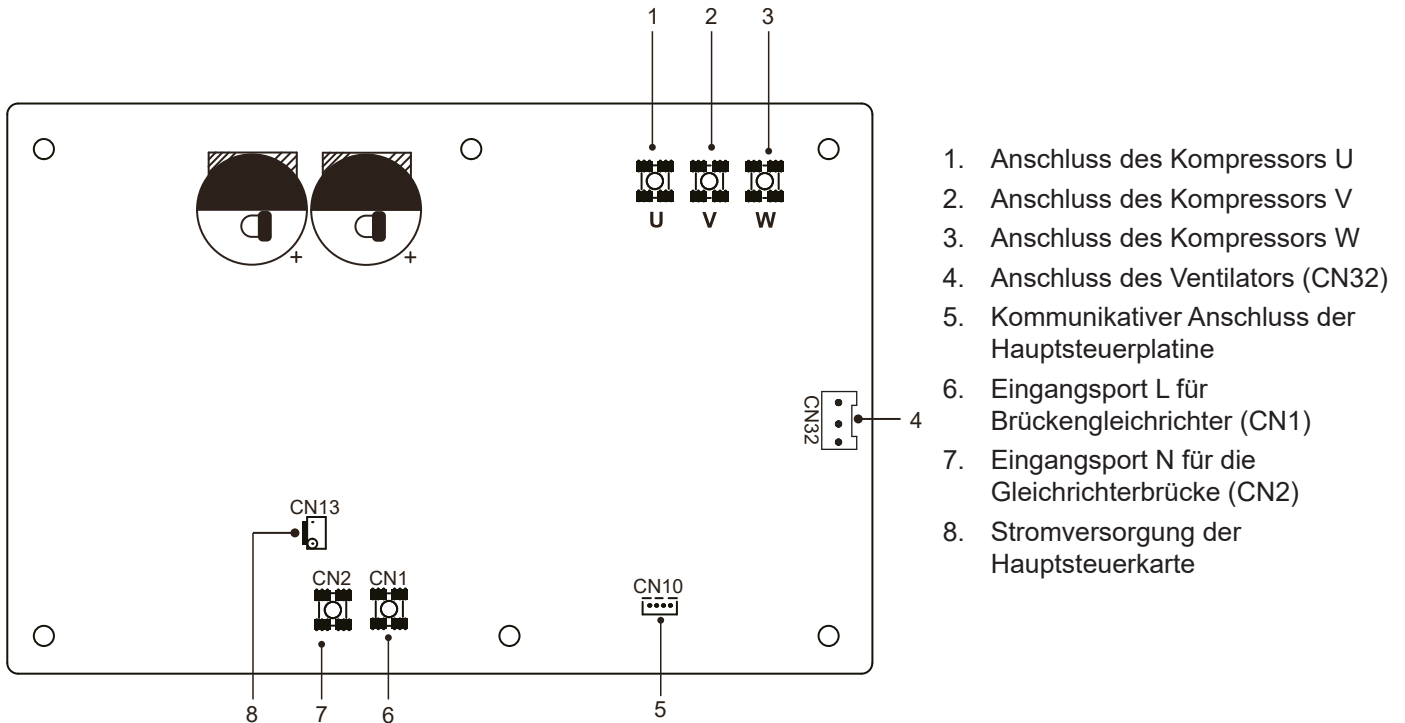 1 2 3
U V W
+ +
CN32
4
CN13
CN2 CN1
CN10
8 7 6 5
1. Anschluss des Kompressors U
2. Anschluss des Kompressors V
3. Anschluss des Kompressors W
4. Anschluss des Ventilators (CN32)
5. Kommunikativer Anschluss der
Hauptsteuerplatine
6. Eingangsport L für
Brückengleichrichter (CN1)
7. Eingangsport N für die
Gleichrichterbrücke (CN2)
8. Stromversorgung der
Hauptsteuerkarte